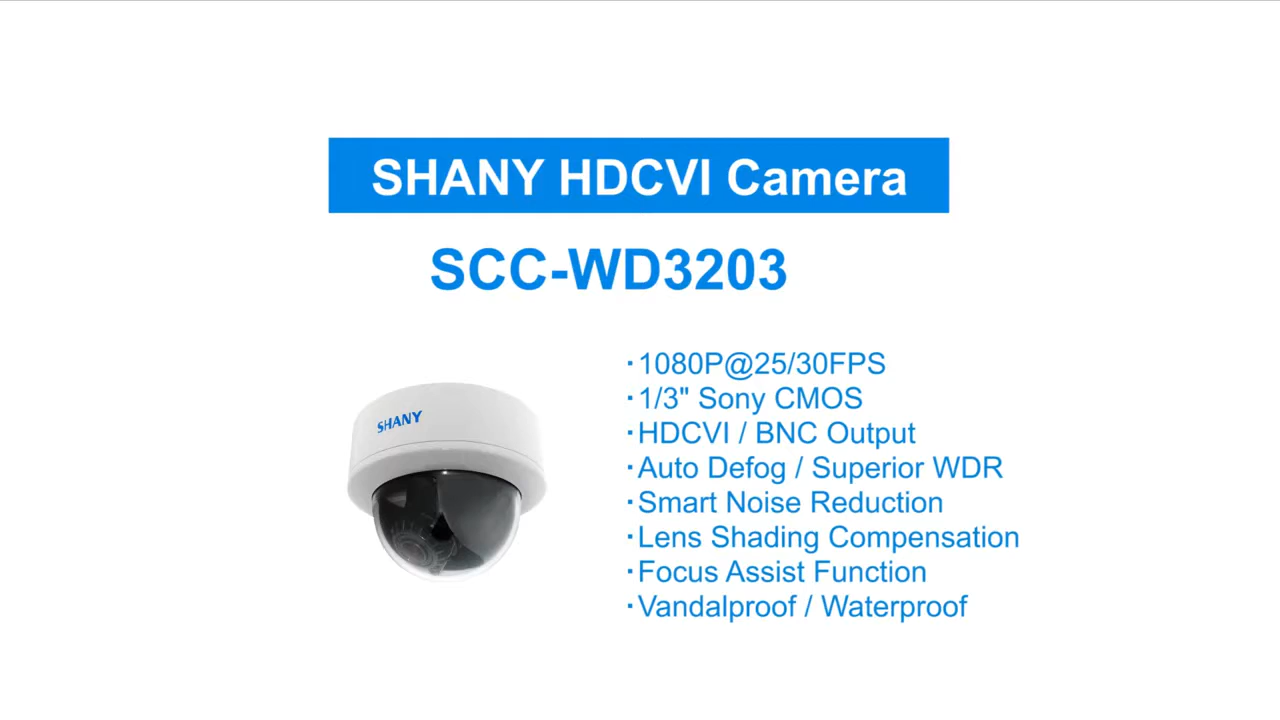 SHANY HDCVI Camera
SCC-WD3203
SHANY
·1080P@25/30FPS
·1/3" Sony CMOS
·HDCVI / BNC Output
·Auto Defog / Superior WDR
·Smart Noise Reduction
·Lens Shading Compensation
·Focus Assist Function
·Vandalproof / Waterproof